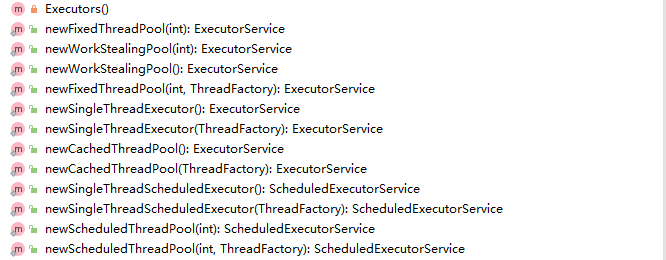 m Executors()
m newFixedThreadPool(int): ExecutorService
m newWorkStealingPool(int): ExecutorService
m newWorkStealingPool(): ExecutorService
m newFixedThreadPool(int, ThreadFactory): ExecutorService
m newSingleThreadExecutor(): ExecutorService
m newSingleThreadExecutor(ThreadFactory): ExecutorService
m newCachedThreadPool(): ExecutorService
m newCachedThreadPool(ThreadFactory): ExecutorService
m newSingleThreadScheduledExecutor(): ScheduledExecutorService
m newSingleThreadScheduledExecutor(ThreadFactory): ScheduledExecutorService
m newScheduledThreadPool(int): ScheduledExecutorService
m newScheduledThreadPool(int, ThreadFactory): ScheduledExecutorService